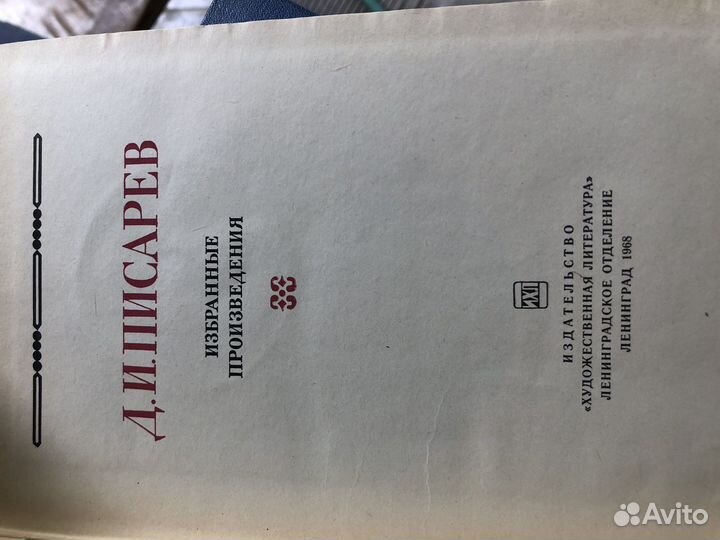 Д. И. ПИСАРЕВ
ИЗБРАННЫЕ
ПРОИЗВЕДЕНИЯ
ИЗДАТЕЛЬСТВО
«ХУДОЖЕСТВЕННАЯ ЛИТЕРАТУРА»
ЛЕНИНГРАДСКОЕ ОТДЕЛЕНИЕ
ЛЕНИНГРАД 1968
Avito